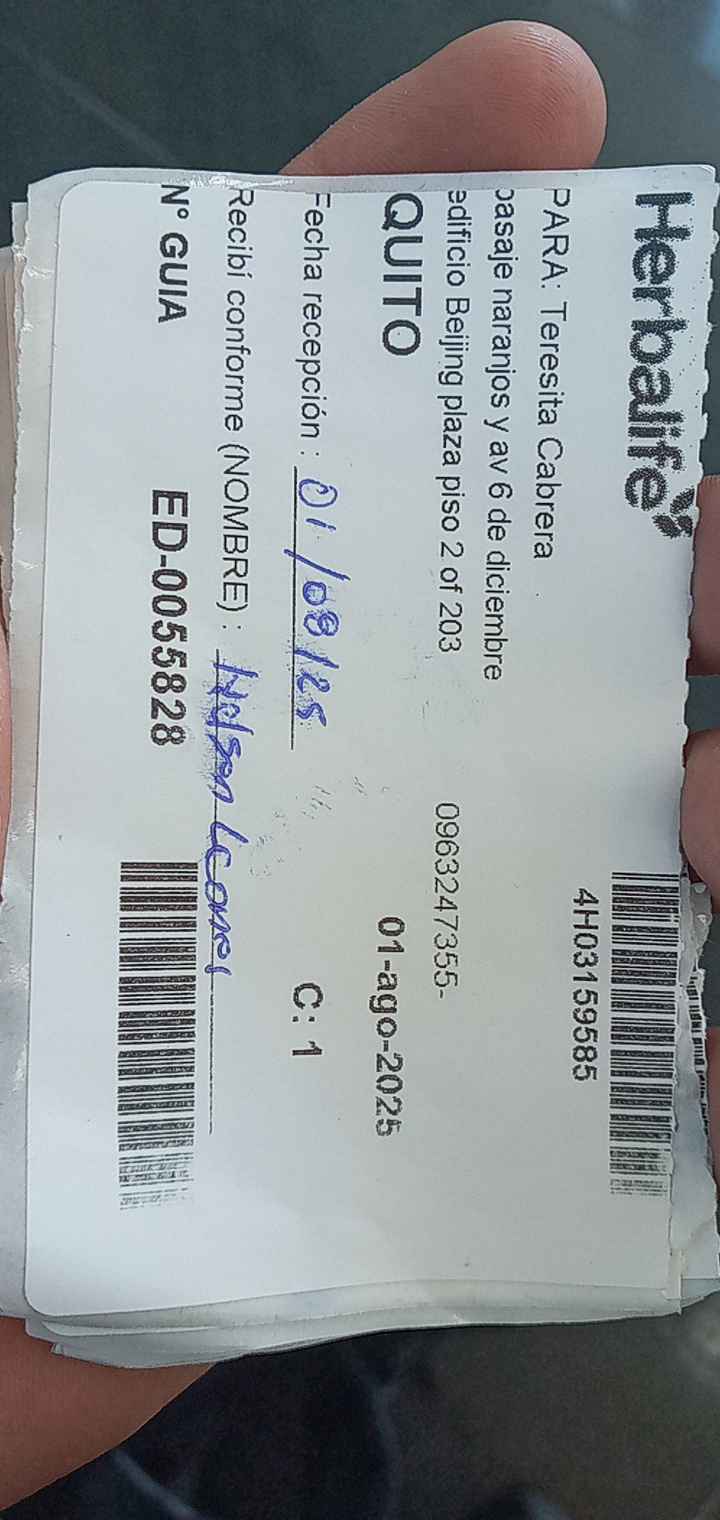 Herbalife
4H03159585
PARA: Teresita Cabrera
pasaje naranjos y av 6 de diciembre
edificio Beijing plaza piso 2 of 203 0963247355-
QUITO 01-ago-2025
Fecha recepción : 01/08/25 C: 1
Recibí conforme (NOMBRE) :
N° GUIA ED-0055828